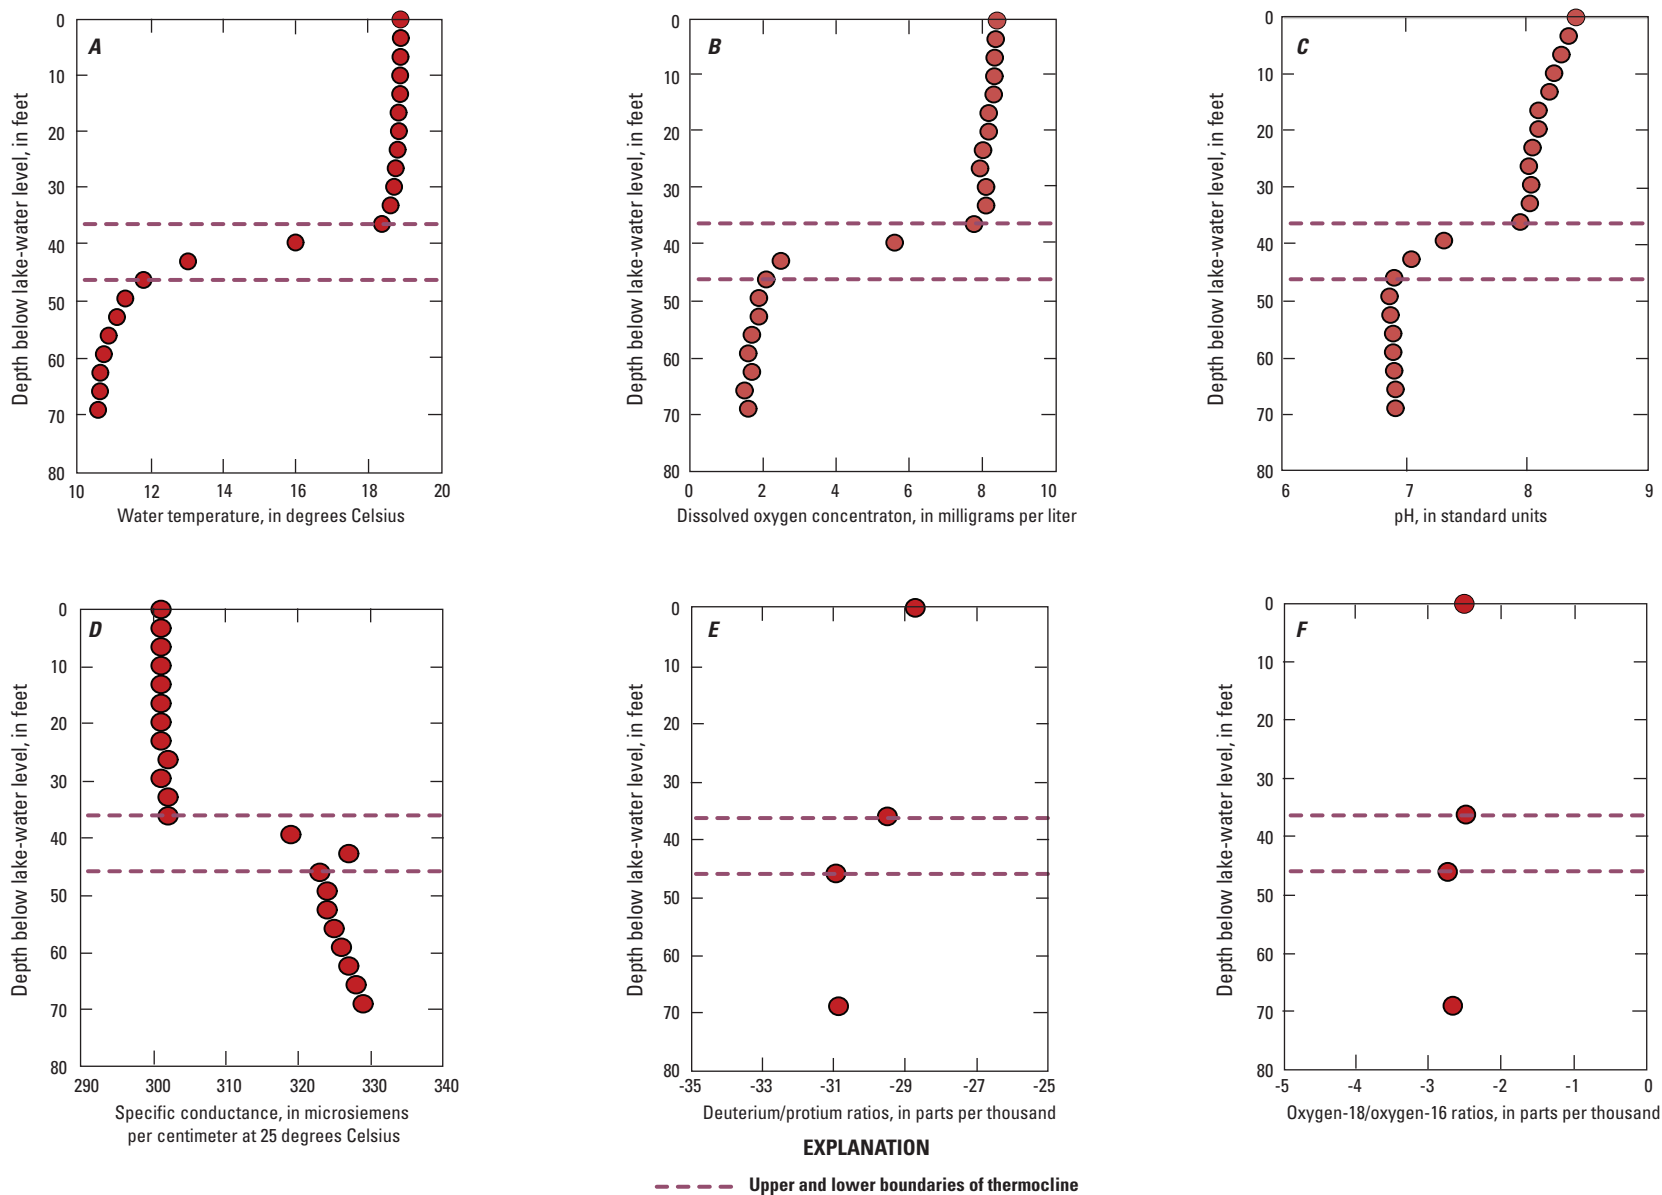 A
0
10
20
30
40
50
60
70
80
Depth below lake-water level, in feet
10 12 14 16 18 20
Water temperature, in degrees Celsius
B
0
10
20
30
40
50
60
70
80
Depth below lake-water level, in feet
0 2 4 6 8 10
Dissolved oxygen concentraton, in milligrams per liter
C
0
10
20
30
40
50
60
70
80
Depth below lake-water level, in feet
6 7 8 9
pH, in standard units
D
0
10
20
30
40
50
60
70
80
Depth below lake-water level, in feet
290 300 310 320 330 340
Specific conductance, in microsiemens
per centimeter at 25 degrees Celsius
E
0
10
20
30
40
50
60
70
80
Depth below lake-water level, in feet
-35 -33 -31 -29 -27 -25
Deuterium/protium ratios, in parts per thousand
F
0
10
20
30
40
50
60
70
80
Depth below lake-water level, in feet
-5 -4 -3 -2 -1 0
Oxygen-18/oxygen-16 ratios, in parts per thousand
EXPLANATION
Upper and lower boundaries of thermocline